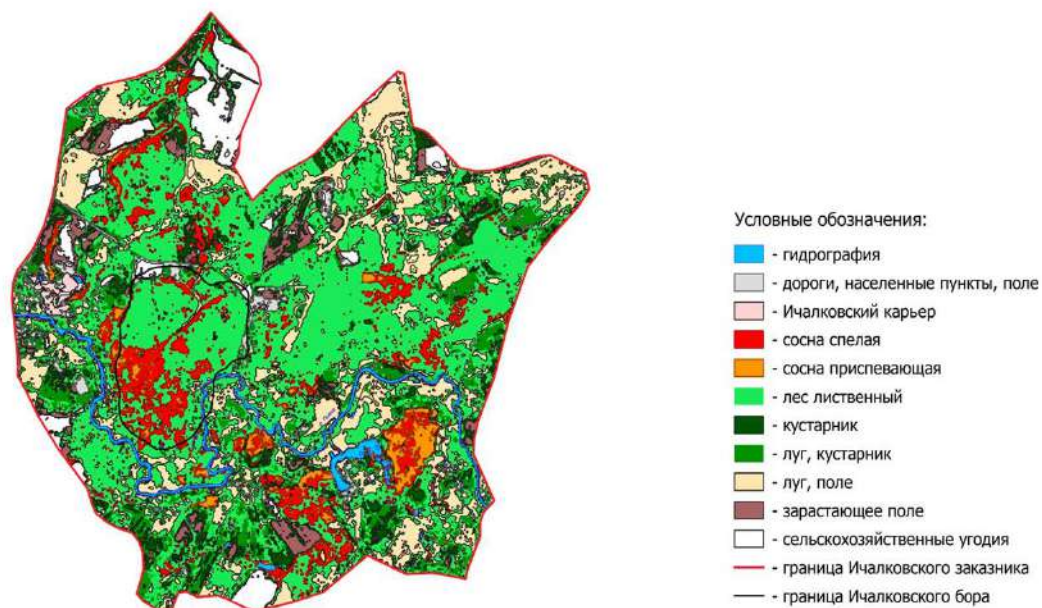 Условные обозначения:
- гидрография
- дороги, населенные пункты, поле
- Ичалковский карьер
- сосна спелая
- сосна приспевающая
- лес лиственный
- кустарник
- луг, кустарник
- луг, поле
- зарастающее поле
- сельскохозяйственные угодия
- граница Ичалковского заказника
- граница Ичалковского бора